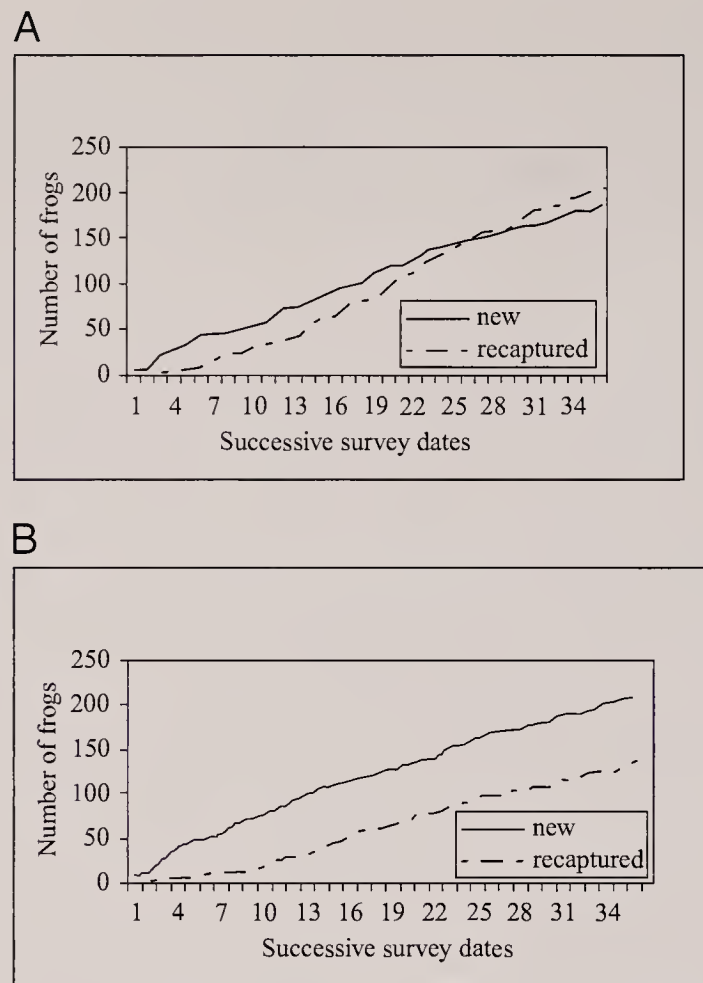 A
Number of frogs
250
200
150
100
50
0
new
recaptured
1 4 7 10 13 16 19 22 25 28 31 34
Successive survey dates
B
Number of frogs
250
200
150
100
50
0
new
recaptured
1 4 7 10 13 16 19 22 25 28 31 34
Successive survey dates